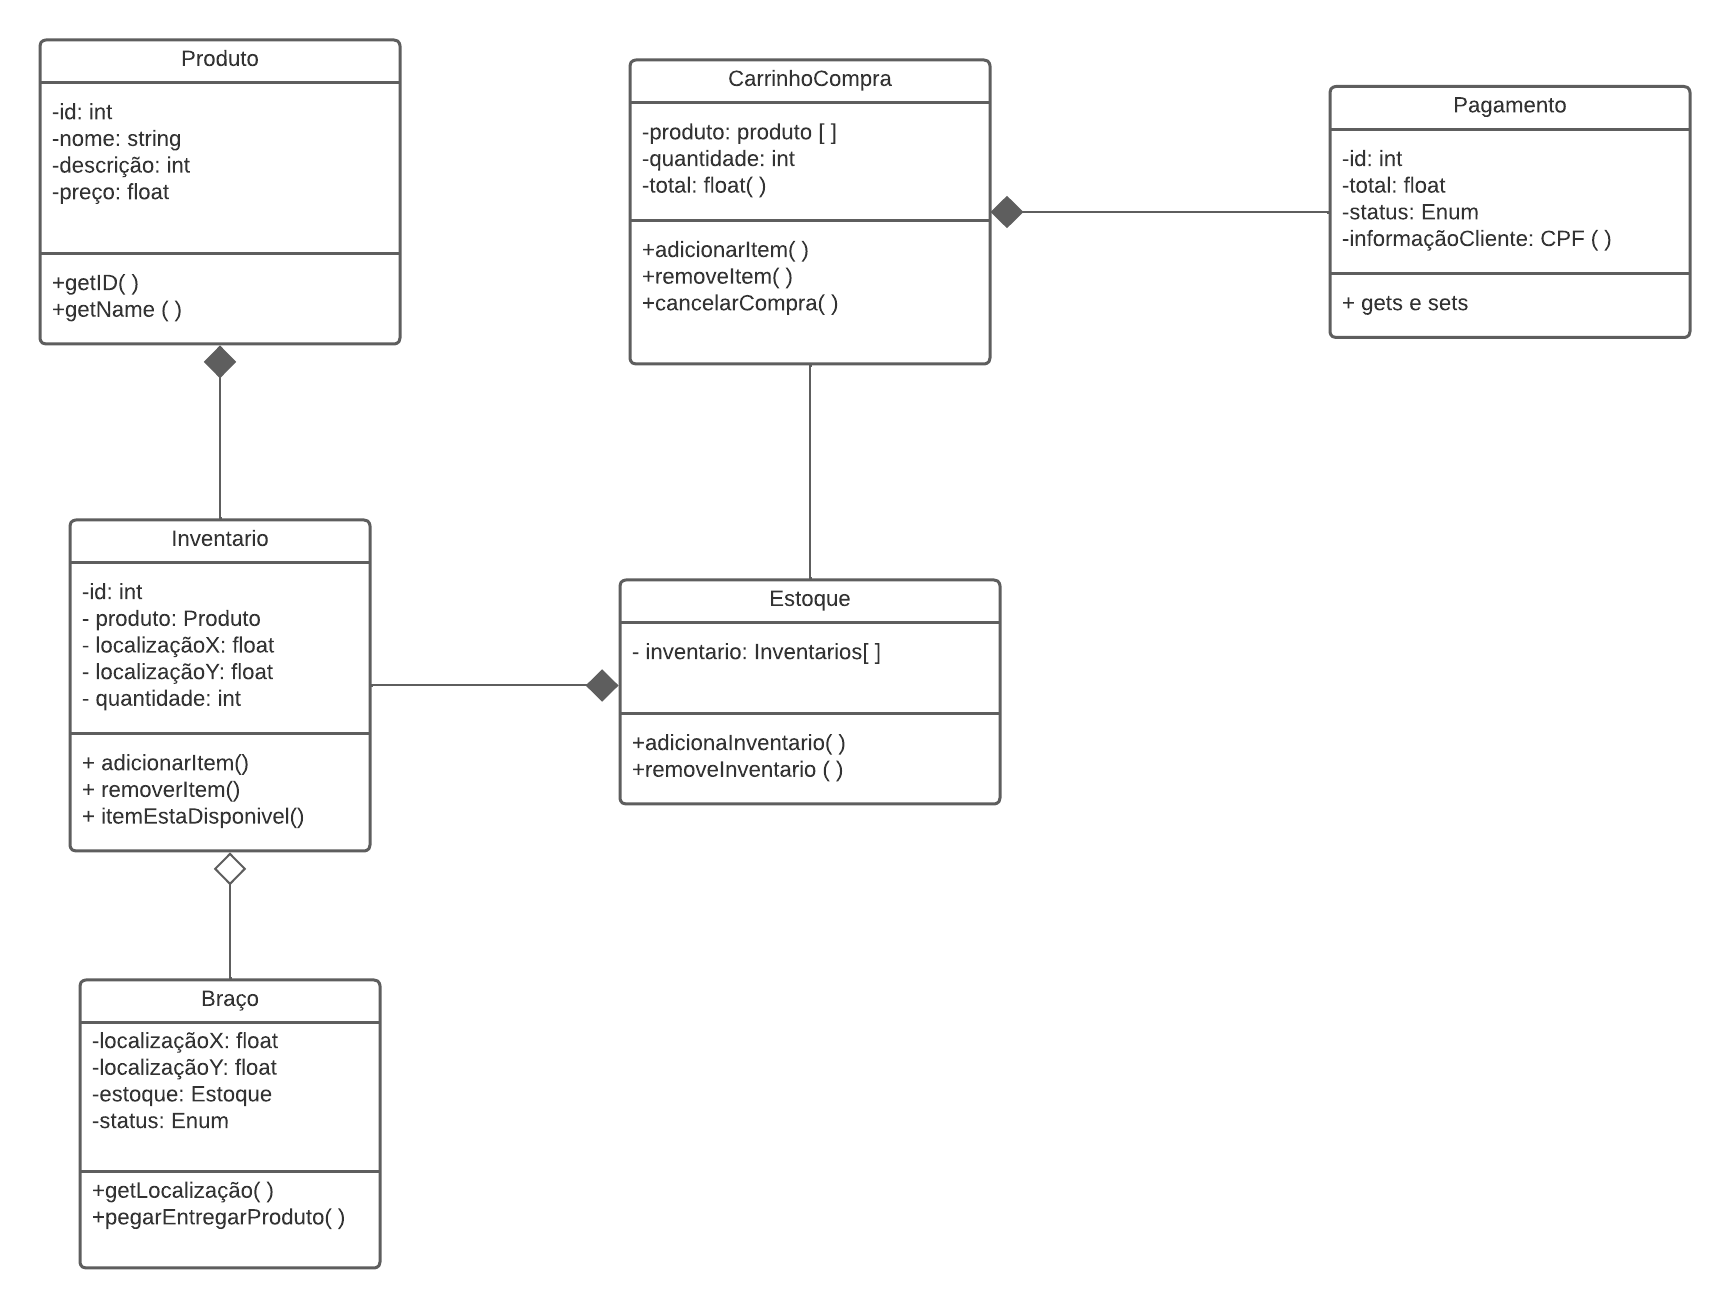 Produto
-id: int
-nome: string
-descrição: int
-preço: float
+getID( )
+getName ( )
CarrinhoCompra
-produto: produto [ ]
-quantidade: int
-total: float( )
+adicionarItem( )
+removeItem( )
+cancelarCompra( )
Pagamento
-id: int
-total: float
-status: Enum
-informaçãoCliente: CPF ( )
+ gets e sets
Inventario
-id: int
- produto: Produto
- localizaçãoX: float
- localizaçãoY: float
- quantidade: int
+ adicionarItem()
+ removerItem()
+ itemEstaDisponivel()
Estoque
- inventario: Inventarios[ ]
+adicionaInventario( )
+removeInventario ( )
Braço
-localizaçãoX: float
-localizaçãoY: float
-estoque: Estoque
-status: Enum
+getLocalização( )
+pegarEntregarProduto( )